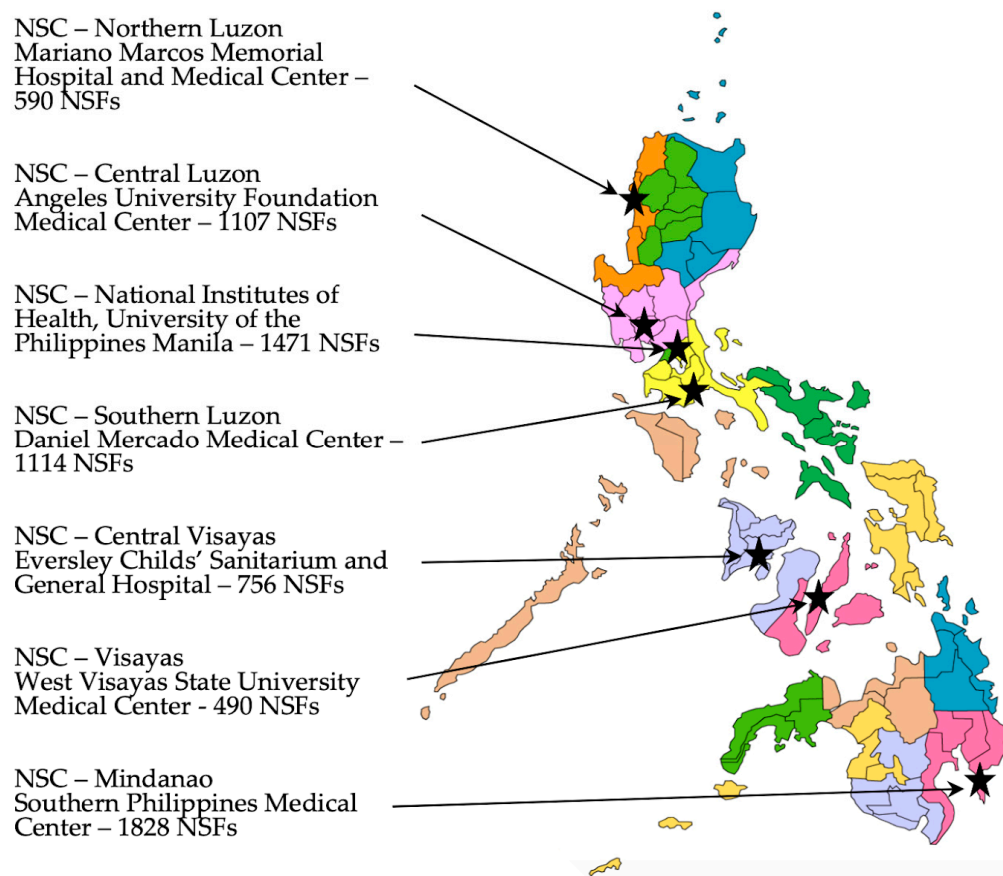 NSC – Northern Luzon
Mariano Marcos Memorial
Hospital and Medical Center –
590 NSFs
NSC – Central Luzon
Angeles University Foundation
Medical Center – 1107 NSFs
NSC – National Institutes of
Health, University of the
Philippines Manila – 1471 NSFs
NSC – Southern Luzon
Daniel Mercado Medical Center –
1114 NSFs
NSC – Central Visayas
Eversley Childs’ Sanitarium and
General Hospital – 756 NSFs
NSC – Visayas
West Visayas State University
Medical Center - 490 NSFs
NSC – Mindanao
Southern Philippines Medical
Center – 1828 NSFs